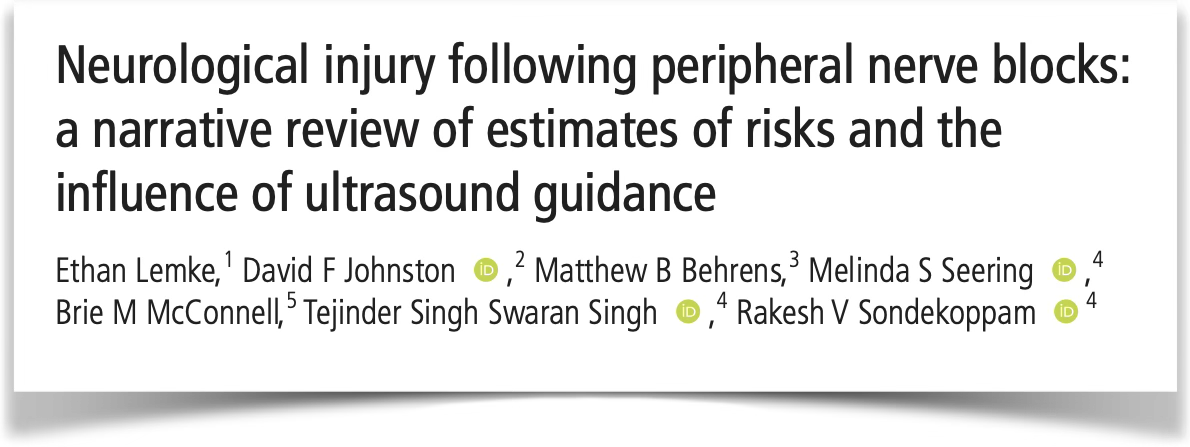 Neurological injury following peripheral nerve blocks:
a narrative review of estimates of risks and the
influence of ultrasound guidance
Ethan Lemke,1 David F Johnston iD ,2 Matthew B Behrens,3 Melinda S Seering iD ,4
Brie M McConnell,5 Tejinder Singh Swaran Singh iD ,4 Rakesh V Sondekoppam iD 4